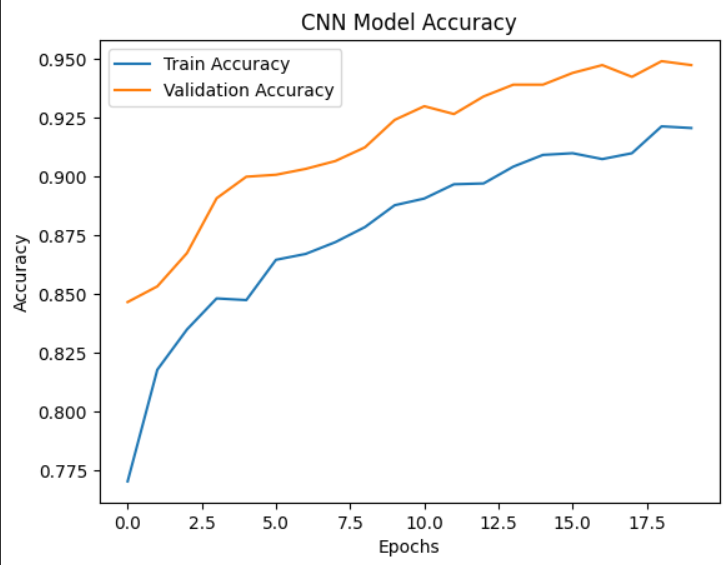 CNN Model Accuracy
Train Accuracy
Validation Accuracy
0.950
0.925
0.900
0.875
0.850
0.825
0.800
0.775
Accuracy
0.0 2.5 5.0 7.5 10.0 12.5 15.0 17.5
Epochs